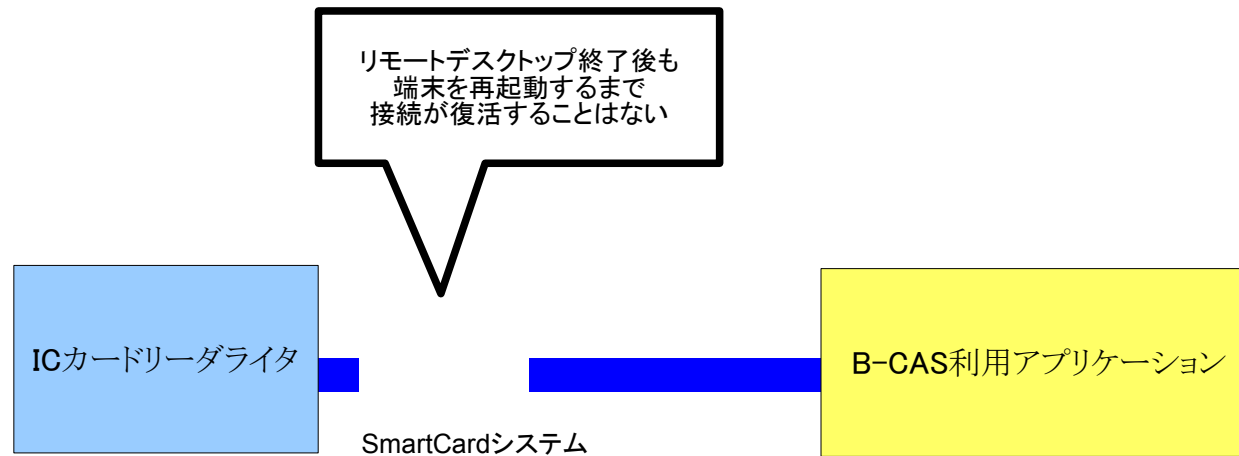 リモートデスクトップ終了後も
端末を再起動するまで
接続が復活することはない
ICカードリーダライタ
B-CAS利用アプリケーション
SmartCardシステム